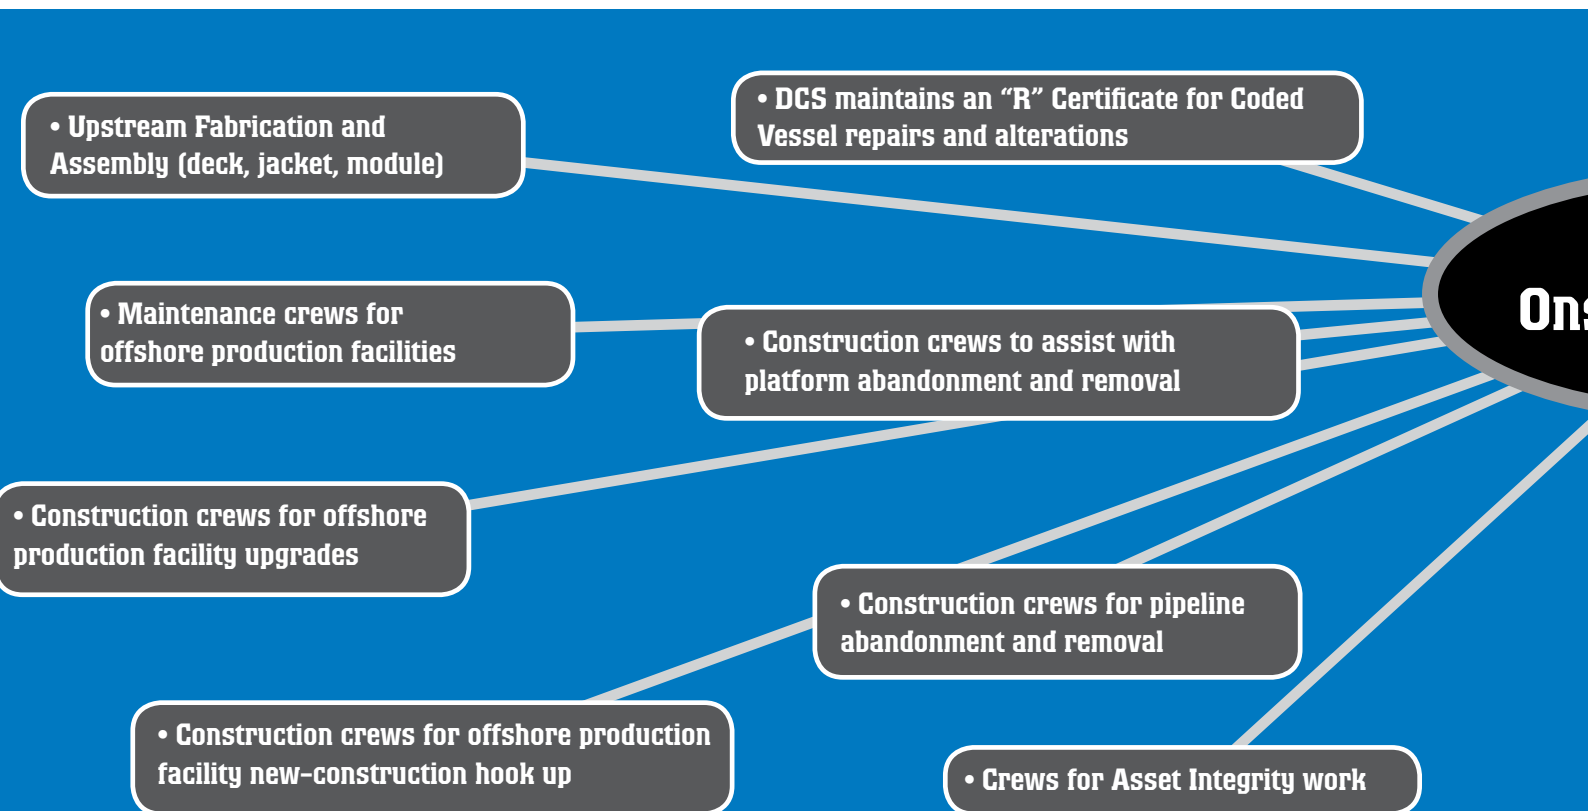 • Upstream Fabrication and
Assembly (deck, jacket, module)
• DCS maintains an “R” Certificate for Coded
Vessel repairs and alterations
• Maintenance crews for
offshore production facilities
• Construction crews to assist with
platform abandonment and removal
• Construction crews for offshore
production facility upgrades
• Construction crews for pipeline
abandonment and removal
• Construction crews for offshore production
facility new-construction hook up
• Crews for Asset Integrity work